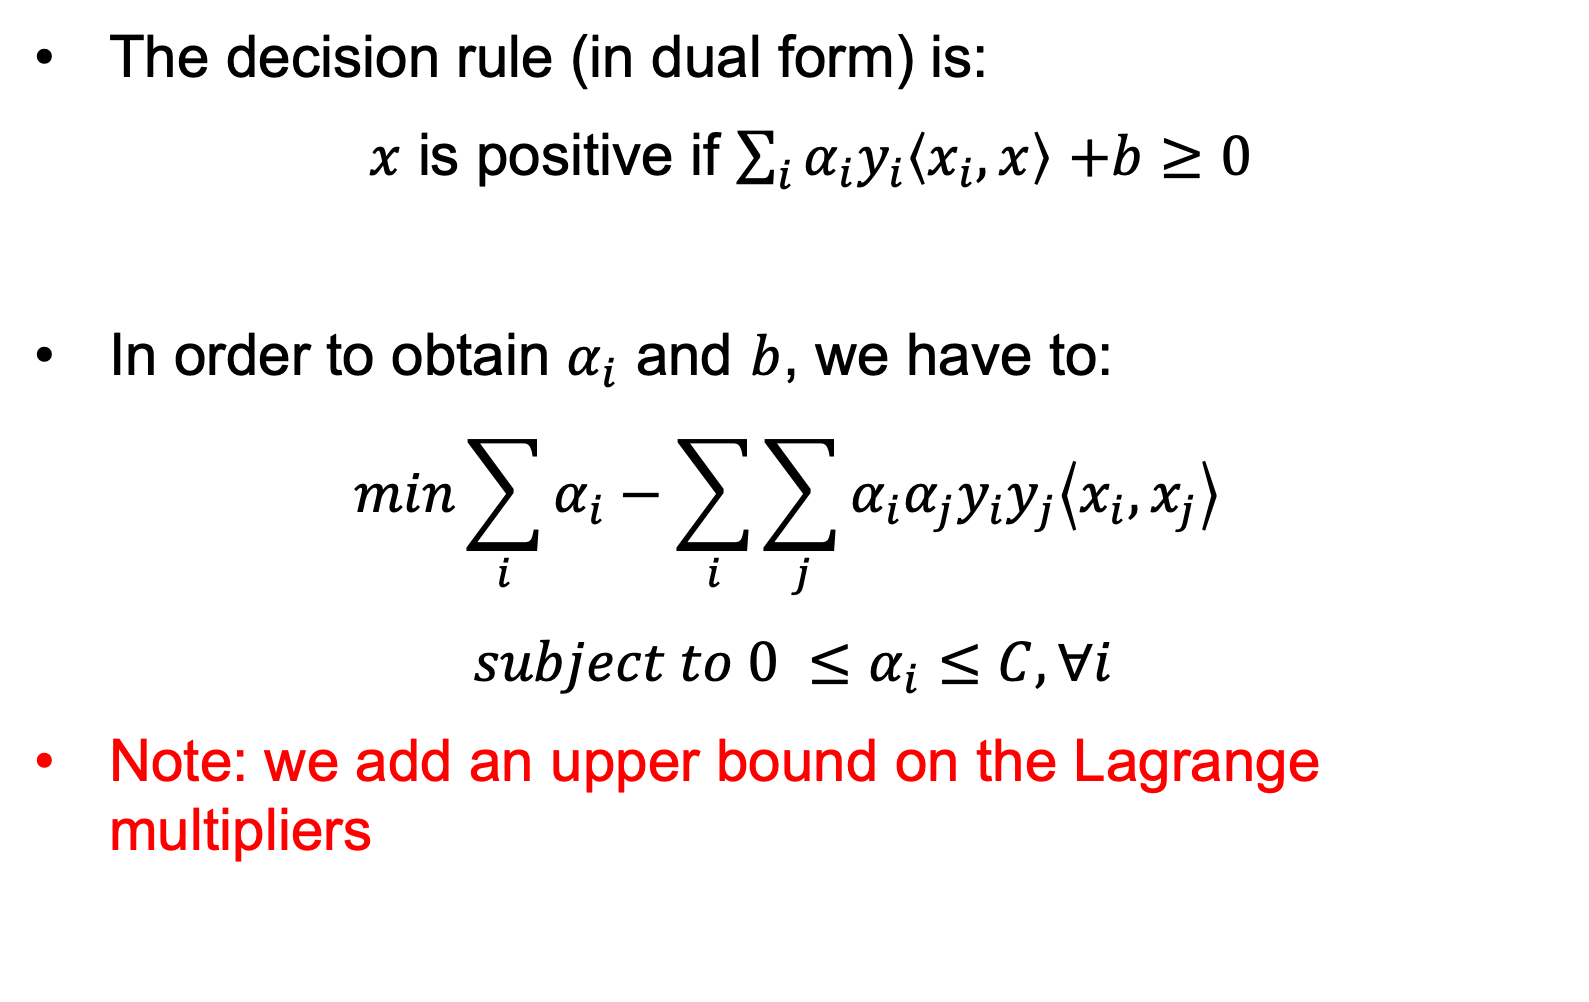 • The decision rule (in dual form) is:
x is positive if ∑ᵢ αᵢyᵢ⟨xᵢ, x⟩ +b ≥ 0
• In order to obtain αᵢ and b, we have to:
min ∑ᵢ αᵢ − ∑ᵢ ∑ⱼ αᵢαⱼyᵢyⱼ⟨xᵢ, xⱼ⟩
subject to 0 ≤ αᵢ ≤ C, ∀i
• Note: we add an upper bound on the Lagrange
multipliers